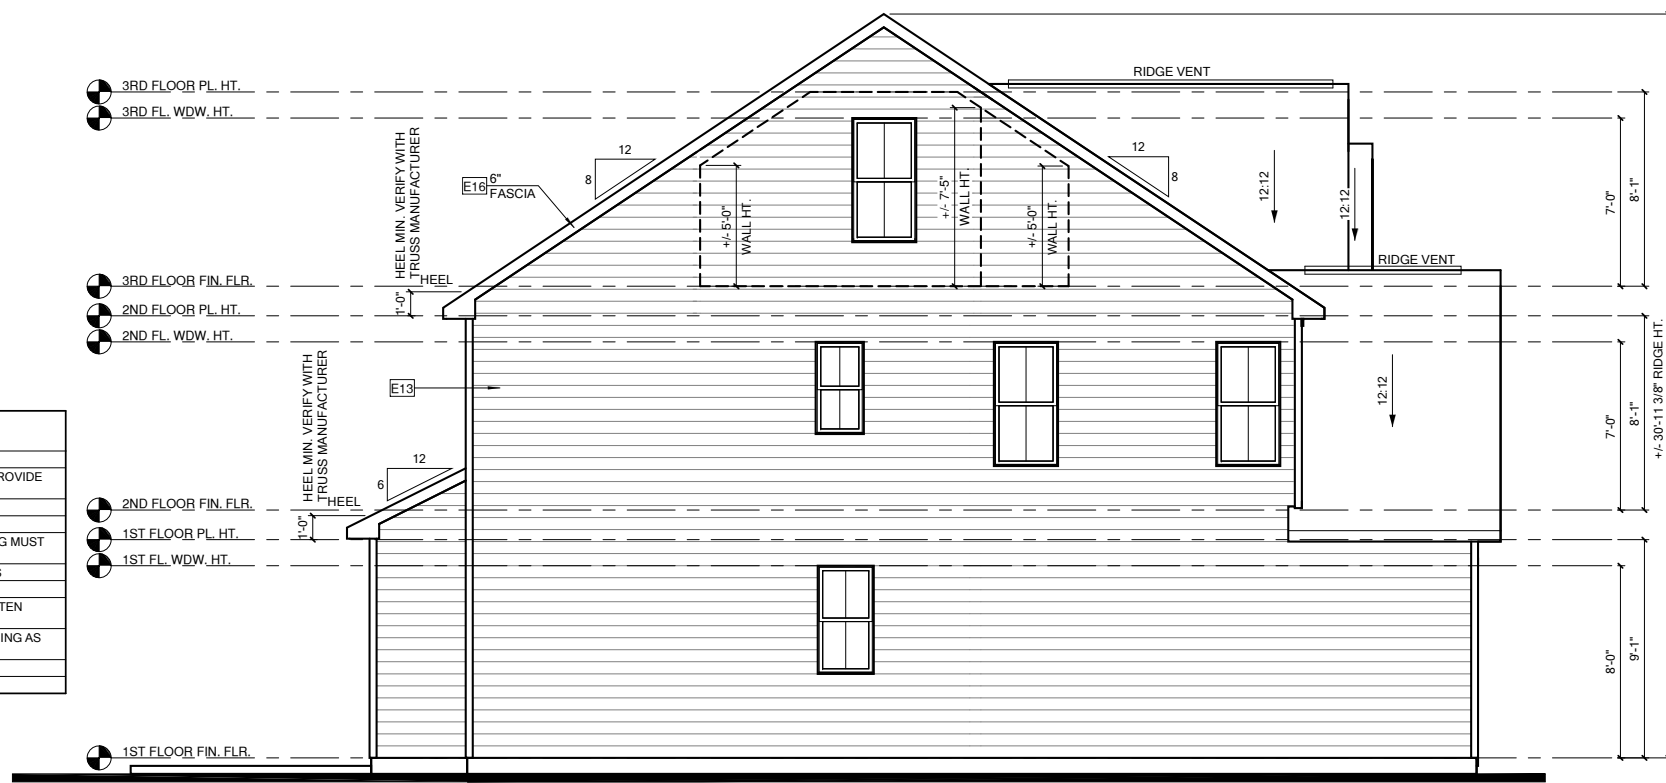 RIDGE VENT
3RD FLOOR PL. HT.
3RD FL. WDW. HT.
HEEL MIN. VERIFY WITH
TRUSS MANUFACTURER
12
8
E16
6"
FASCIA
12
8
+/- 5'-0"
WALL HT.
+/- 7'-5"
WALL HT.
+/- 5'-0"
WALL HT.
12:12
12:12
7'-0"
8'-1"
RIDGE VENT
3RD FLOOR FIN. FLR.
HEEL
1'-0"
2ND FLOOR PL. HT.
2ND FL. WDW. HT.
HEEL MIN. VERIFY WITH
TRUSS MANUFACTURER
E13
12:12
7'-0"
8'-1"
+/- 30'-11 3/8" RIDGE HT.
12
6
ROVIDE
2ND FLOOR FIN. FLR.
HEEL
1'-0"
1ST FLOOR PL. HT.
G MUST
1ST FL. WDW. HT.
S
TEN
ING AS
8'-0"
9'-1"
1ST FLOOR FIN. FLR.